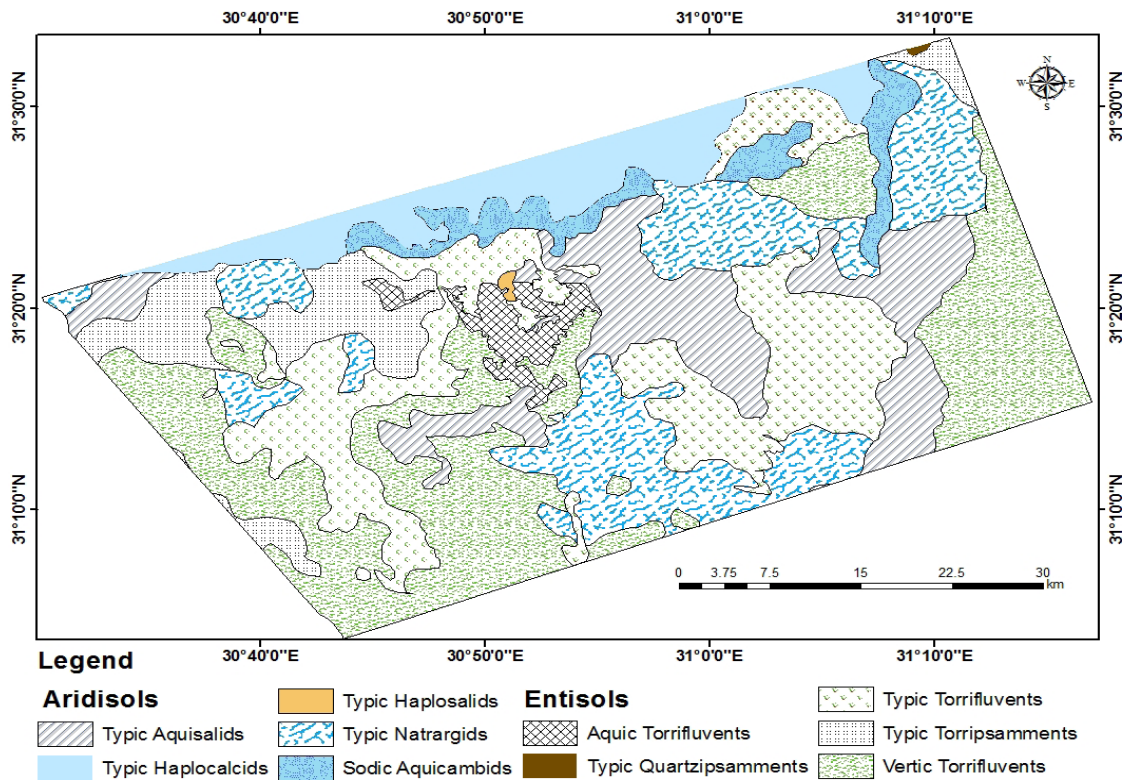 30°40'0"E 30°50'0"E 31°0'0"E 31°10'0"E
N
W E
S
31°30'0"N 31°30'0"N
31°20'0"N 31°20'0"N
31°10'0"N 31°10'0"N
0 3.75 7.5 15 22.5 30
km
30°40'0"E 30°50'0"E 31°0'0"E 31°10'0"E
Legend
Aridisols
Typic Aquisalids
Typic Haplocalcids
Typic Haplosalids
Typic Natrargids
Sodic Aquicambids
Entisols
Aquic Torrifluvents
Typic Quartzipsamments
Typic Torrifluvents
Typic Torripsamments
Vertic Torrifluvents